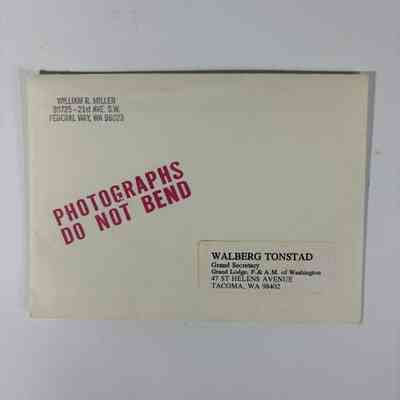 WILLIAM R. MILLER
30725 - 21st AVE. S.W.
FEDERAL WAY, WA 98023
PHOTOGRAPHS
DO NOT BEND
WALBERG TONSTAD
Grand Secretary
Grand Lodge, F. & A.M. of Washington
47 ST HELENS AVENUE
TACOMA, WA 98402